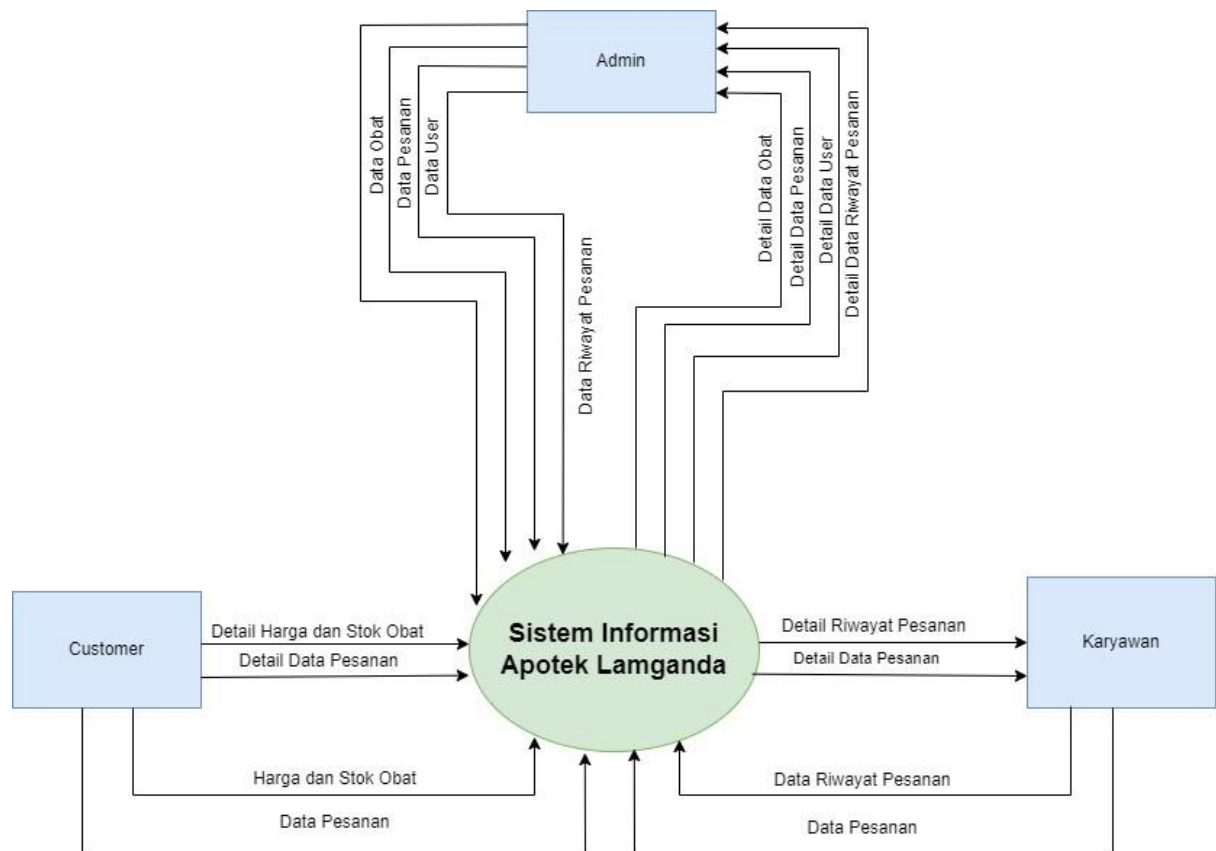 Admin
Data Obat
Data Pesanan
Data User
Data Riwayat Pesanan
Detail Data Obat
Detail Data Pesanan
Detail Data User
Detail Data Riwayat Pesanan
Customer
Detail Harga dan Stok Obat
Detail Data Pesanan
Sistem Informasi
Apotek Lamganda
Detail Riwayat Pesanan
Detail Data Pesanan
Karyawan
Harga dan Stok Obat
Data Riwayat Pesanan
Data Pesanan
Data Pesanan